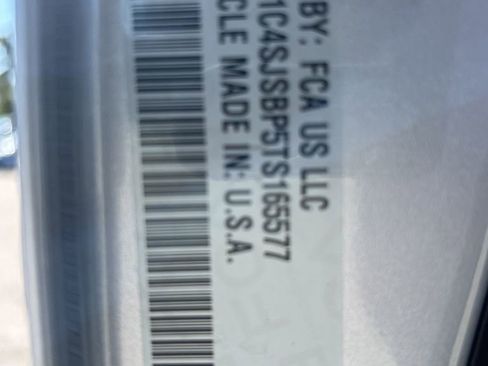 BY: FCA US LLC
1C4SJSBP5TS165577
CLE MADE IN: U.S.A.